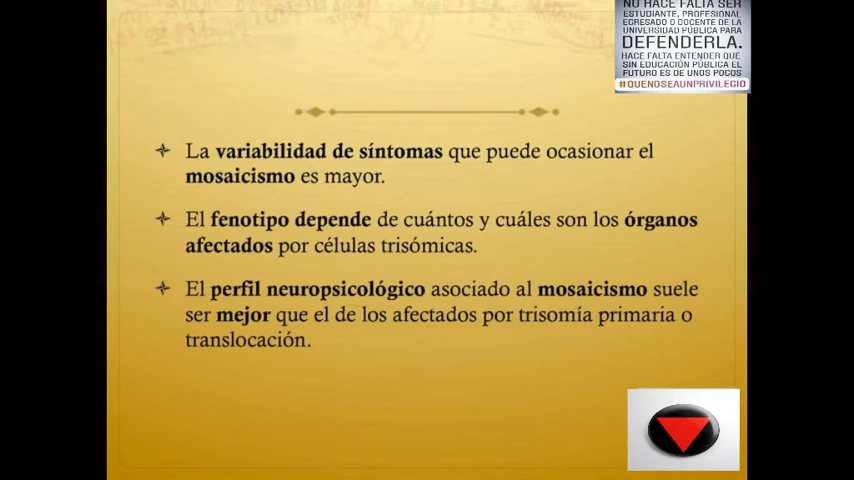 NO HACE FALTA SER
ESTUDIANTE, PROFESIONAL
EGRESADO O DOCENTE DE LA
UNIVERSIDAD PÚBLICA PARA
DEFENDERLA.
HACE FALTA ENTENDER QUE
SIN EDUCACIÓN PÚBLICA EL
FUTURO ES DE UNOS POCOS
#QUENOSEAUNPRIVILEGIO
La variabilidad de síntomas que puede ocasionar el
mosaicismo es mayor.
El fenotipo depende de cuántos y cuáles son los órganos
afectados por células trisómicas.
El perfil neuropsicológico asociado al mosaicismo suele
ser mejor que el de los afectados por trisomía primaria o
translocación.